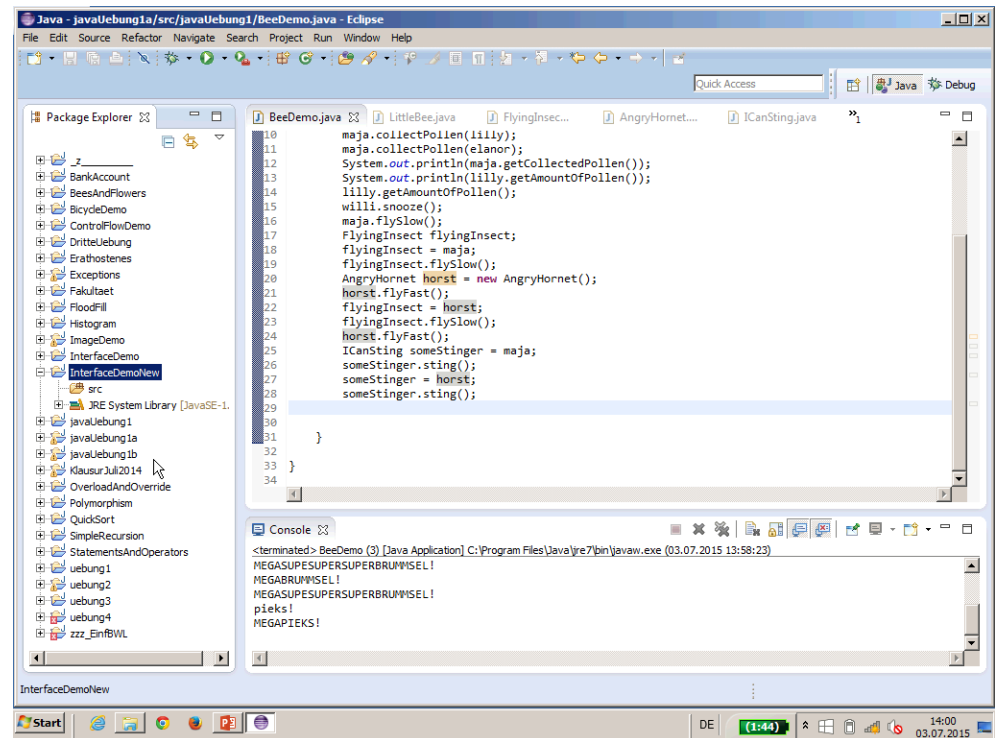 Java - javaUebung1a/src/javaUebung1/BeeDemo.java - Eclipse
File Edit Source Refactor Navigate Search Project Run Window Help
Quick Access
Java
Debug
Package Explorer
_z_________
BankAccount
BeesAndFlowers
BicycleDemo
ControlFlowDemo
DritteUebung
Erathostenes
Exceptions
Fakultaet
FloodFill
Histogram
ImageDemo
InterfaceDemo
InterfaceDemoNew
src
JRE System Library [JavaSE-1.
javaUebung1
javaUebung1a
javaUebung1b
KlausurJuli2014
OverloadAndOverride
Polymorphism
QuickSort
SimpleRecursion
StatementsAndOperators
uebung1
uebung2
uebung3
uebung4
zzz_EinfBWL
BeeDemo.java LittleBee.java FlyingInsec... AngryHornet.... ICanSting.java »1
10 maja.collectPollen(lilly);
11 maja.collectPollen(elanor);
12 System.out.println(maja.getCollectedPollen());
13 System.out.println(lilly.getAmountOfPollen());
14 lilly.getAmountOfPollen();
15 willi.snooze();
16 maja.flySlow();
17 FlyingInsect flyingInsect;
18 flyingInsect = maja;
19 flyingInsect.flySlow();
20 AngryHornet horst = new AngryHornet();
21 horst.flyFast();
22 flyingInsect = horst;
23 flyingInsect.flySlow();
24 horst.flyFast();
25 ICanSting someStinger = maja;
26 someStinger.sting();
27 someStinger = horst;
28 someStinger.sting();
29
30
31 }
32
33 }
34
Console
<terminated> BeeDemo (3) [Java Application] C:\Program Files\Java\jre7\bin\javaw.exe (03.07.2015 13:58:23)
MEGASUPESUPERSUPERBRUMMSEL!
MEGABRUMMSEL!
MEGASUPESUPERSUPERBRUMMSEL!
pieks!
MEGAPIEKS!
InterfaceDemoNew
Start
DE
(1:44)
14:00
03.07.2015